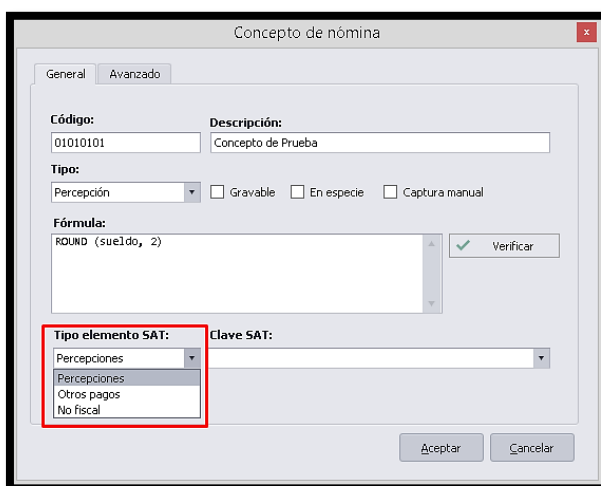 Concepto de nómina
x
General Avanzado
Código: Descripción:
01010101 Concepto de Prueba
Tipo:
Percepción Gravable En especie Captura manual
Fórmula:
ROUND (sueldo, 2) Verificar
Tipo elemento SAT: Clave SAT:
Percepciones
Percepciones
Otros pagos
No fiscal
Aceptar Cancelar